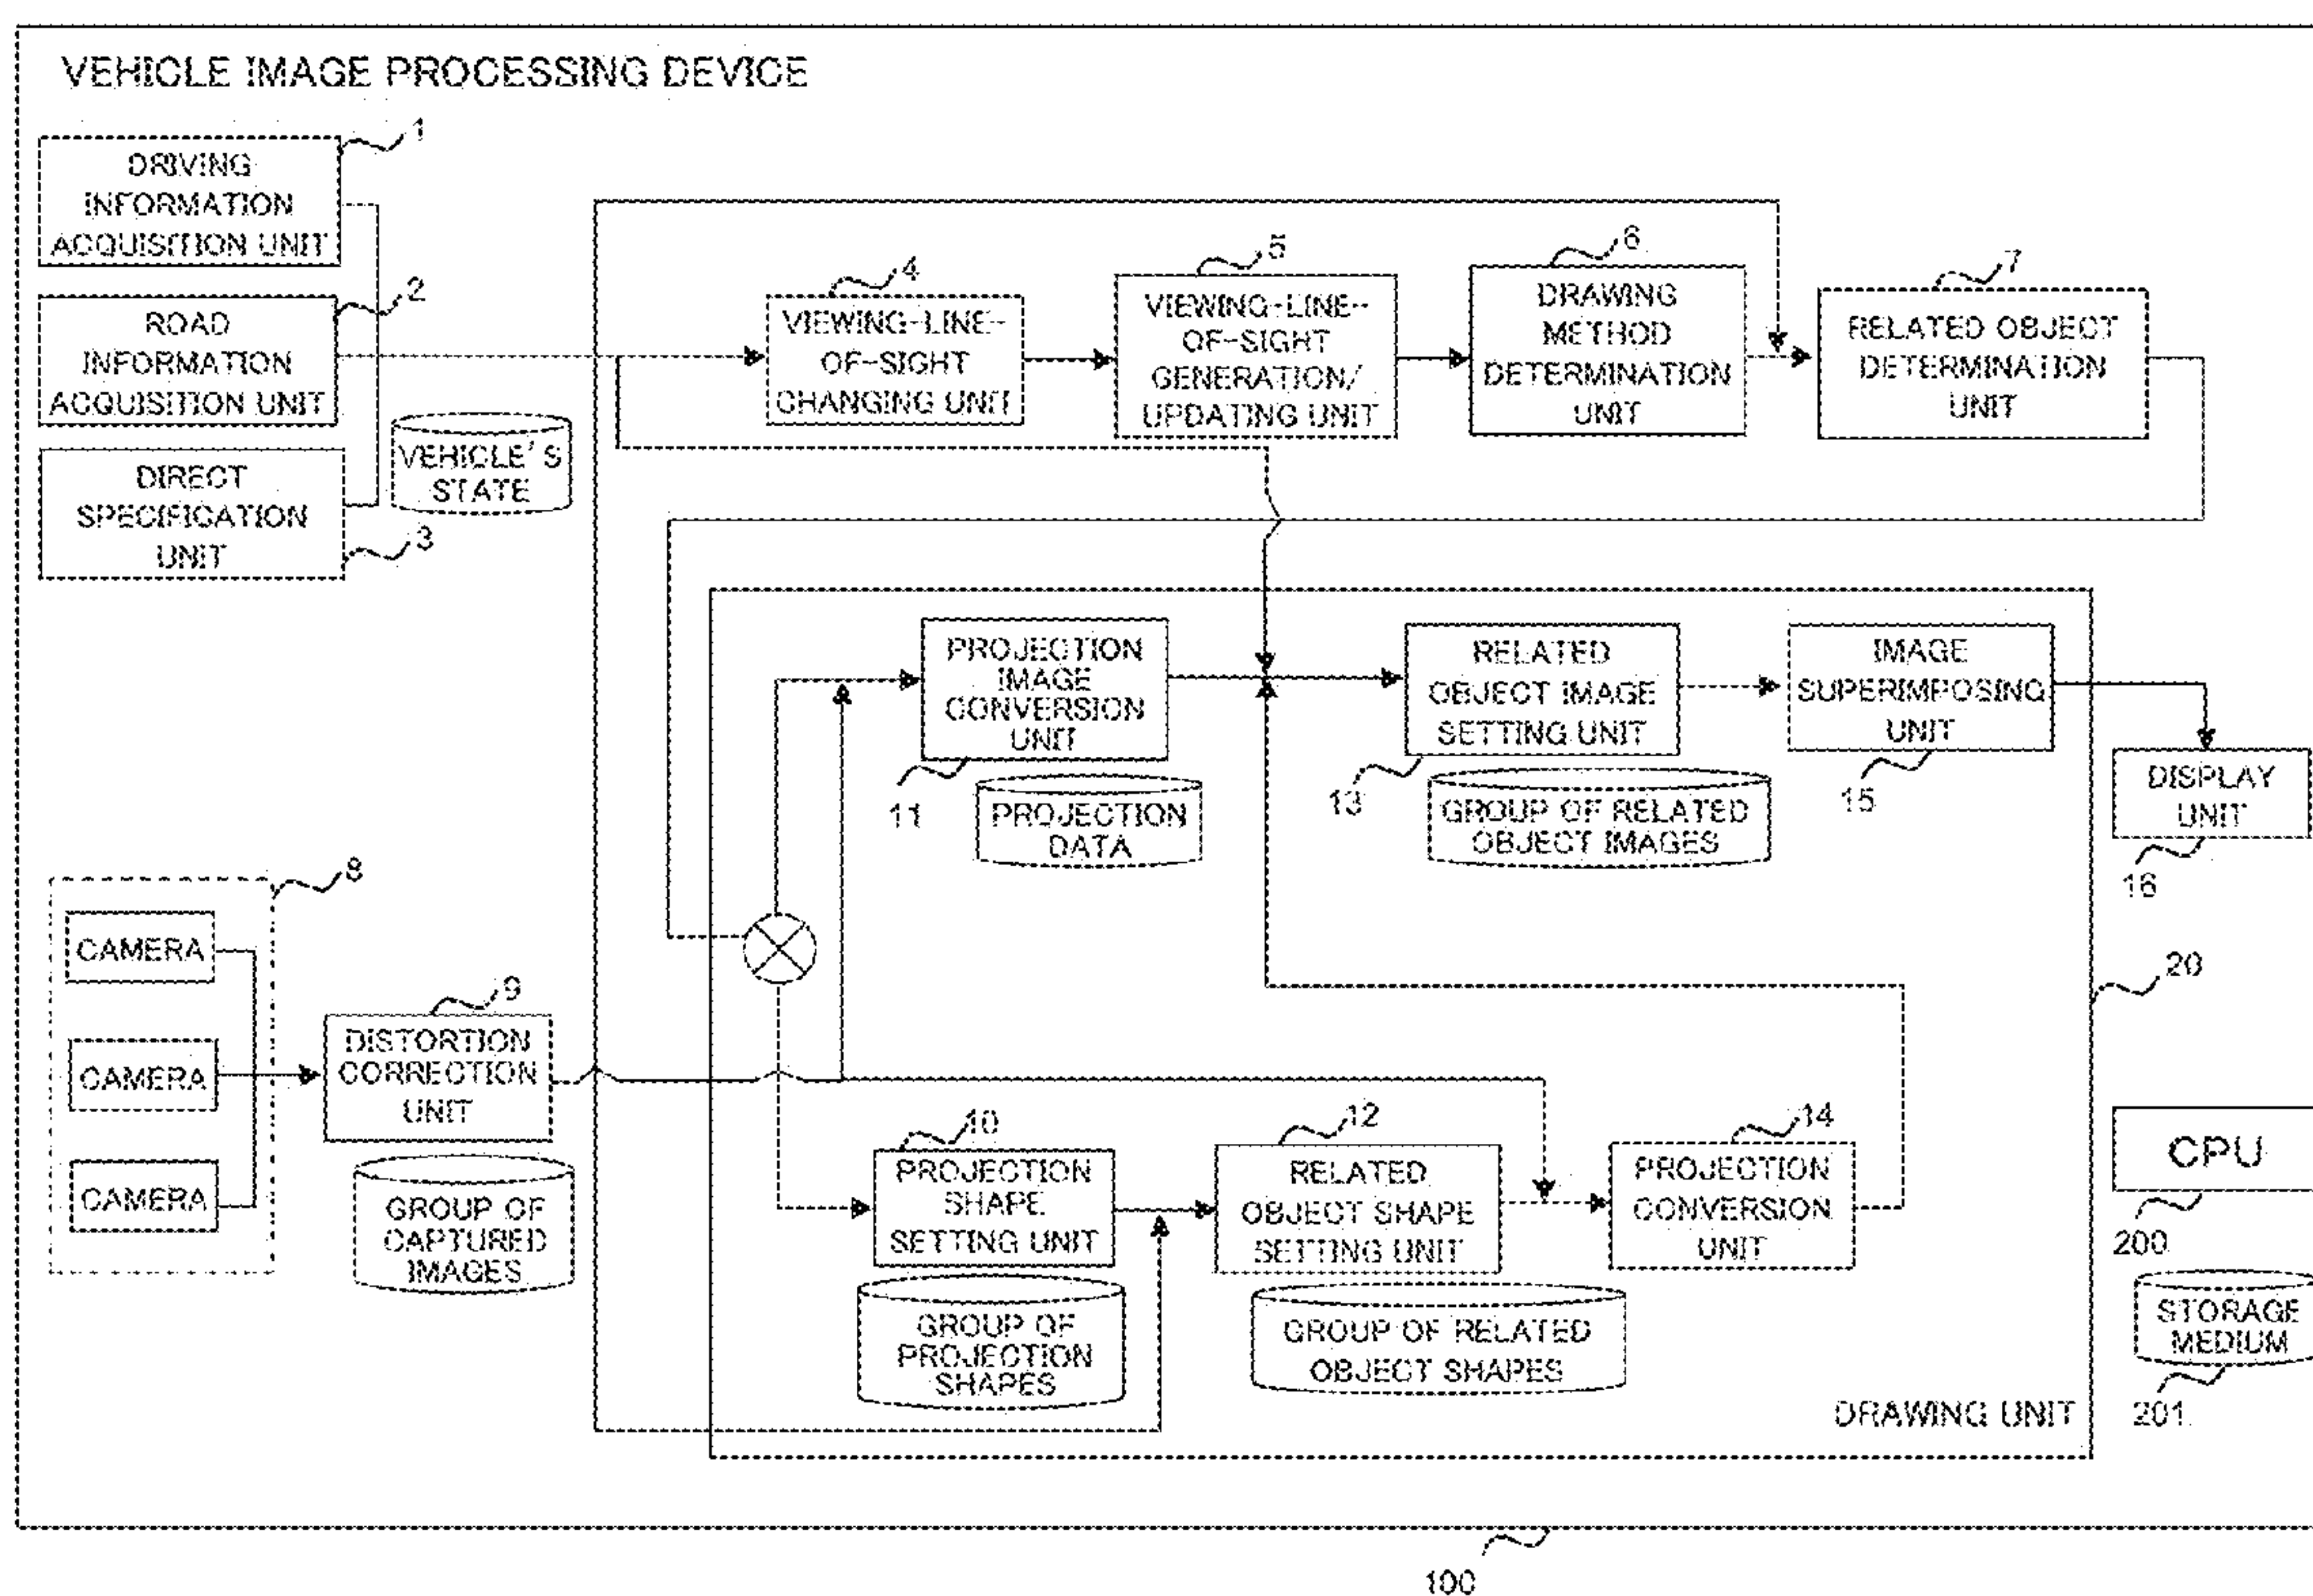 VEHICLE IMAGE PROCESSING DEVICE
1
DRIVING
INFORMATION
ACQUISITION UNIT
2
ROAD
INFORMATION
ACQUISITION UNIT
DIRECT
SPECIFICATION
UNIT
3
VEHICLE'S
STATE
4
VIEWING-LINE-
OF-SIGHT
CHANGING UNIT
5
VIEWING-LINE-
OF-SIGHT
GENERATION/
UPDATING UNIT
6
DRAWING
METHOD
DETERMINATION
UNIT
7
RELATED OBJECT
DETERMINATION
UNIT
PROJECTION
IMAGE
CONVERSION
UNIT
11
PROJECTION
DATA
RELATED
OBJECT IMAGE
SETTING UNIT
13
GROUP OF RELATED
OBJECT IMAGES
IMAGE
SUPERIMPOSING
UNIT
15
DISPLAY
UNIT
16
8
CAMERA
CAMERA
CAMERA
9
DISTORTION
CORRECTION
UNIT
GROUP OF
CAPTURED
IMAGES
20
10
PROJECTION
SHAPE
SETTING UNIT
GROUP OF
PROJECTION
SHAPES
12
RELATED
OBJECT SHAPE
SETTING UNIT
GROUP OF RELATED
OBJECT SHAPES
14
PROJECTION
CONVERSION
UNIT
DRAWING UNIT
CPU
200
STORAGE
MEDIUM
201
100